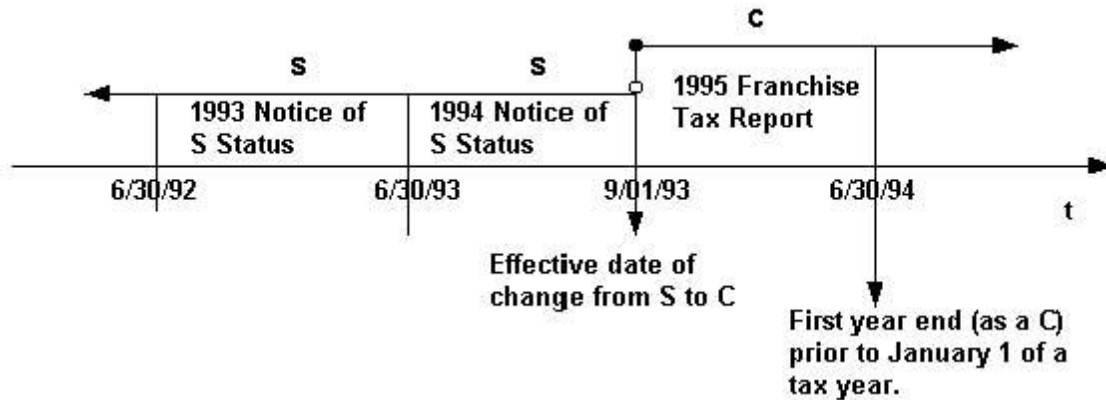 C
S S
1993 Notice of
S Status
1994 Notice of
S Status
1995 Franchise
Tax Report
6/30/92 6/30/93 9/01/93 6/30/94
t
Effective date of
change from S to C
First year end (as a C)
prior to January 1 of a
tax year.